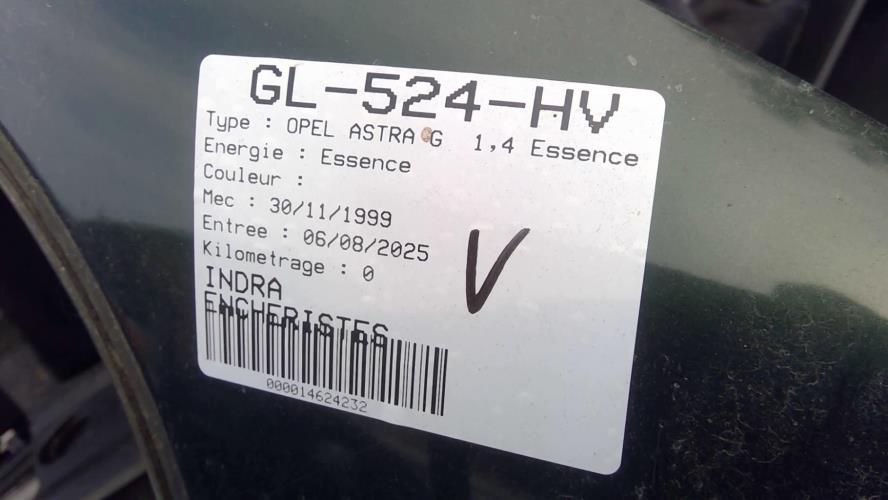 GL-524-HV
Type : OPEL ASTRA G 1,4 Essence
Energie : Essence
Couleur :
Mec : 30/11/1999
Entree : 06/08/2025
Kilometrage : 0
INDRA
ENCHERISTES
000014624232
V